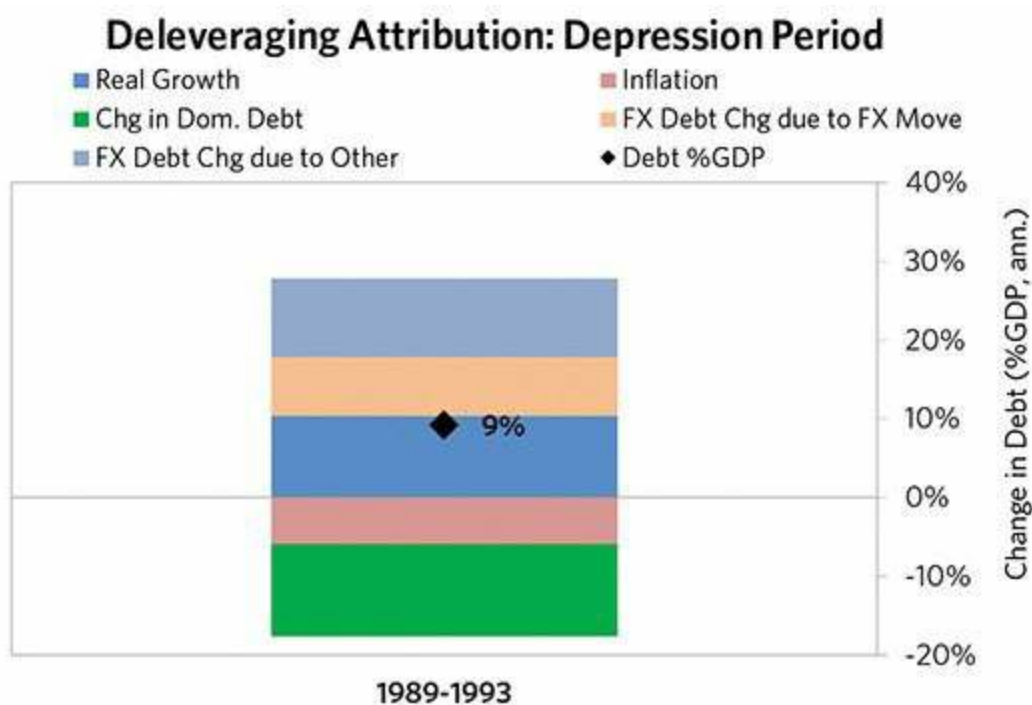 Deleveraging Attribution: Depression Period
Real Growth
Inflation
Chg in Dom. Debt
FX Debt Chg due to FX Move
FX Debt Chg due to Other
Debt %GDP
40%
30%
20%
10%
0%
-10%
-20%
Change in Debt (%GDP, ann.)
9%
1989-1993